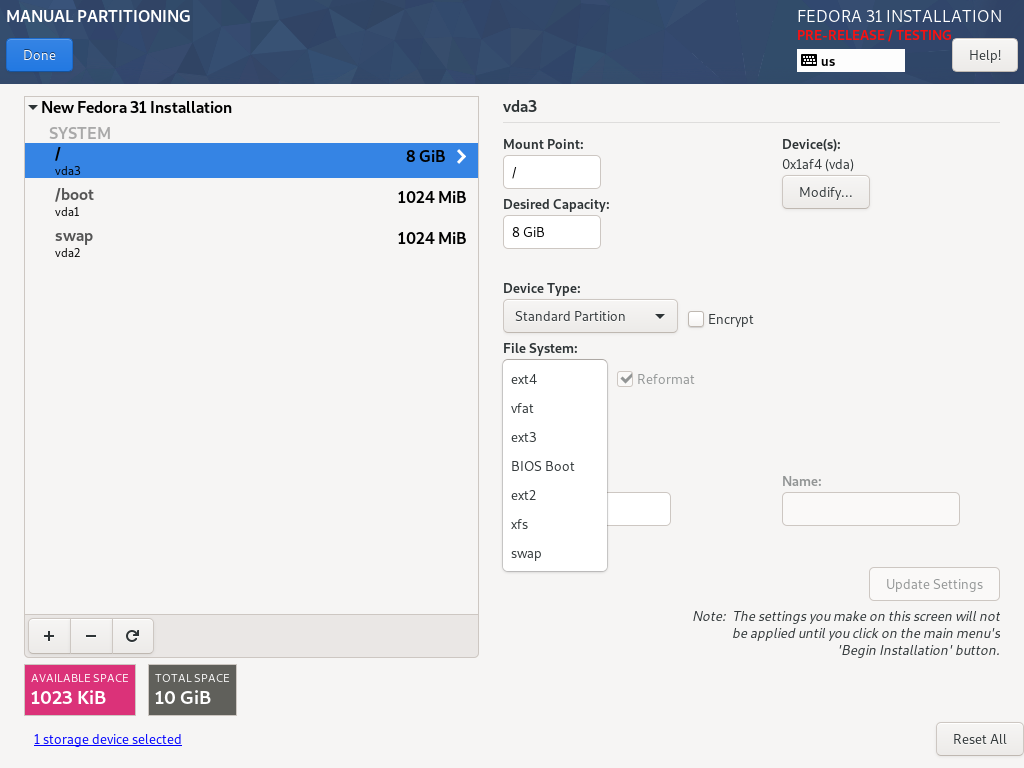 MANUAL PARTITIONING
FEDORA 31 INSTALLATION
PRE-RELEASE / TESTING
Done
us
Help!
New Fedora 31 Installation
SYSTEM
/
vda3
8 GiB
/boot
vda1
1024 MiB
swap
vda2
1024 MiB
+ −
AVAILABLE SPACE
1023 KiB
TOTAL SPACE
10 GiB
1 storage device selected
vda3
Mount Point:
/
Desired Capacity:
8 GiB
Device(s):
0x1af4 (vda)
Modify...
Device Type:
Standard Partition
Encrypt
File System:
ext4
vfat
ext3
BIOS Boot
ext2
xfs
swap
Reformat
Name:
Update Settings
Note: The settings you make on this screen will not
be applied until you click on the main menu's
'Begin Installation' button.
Reset All